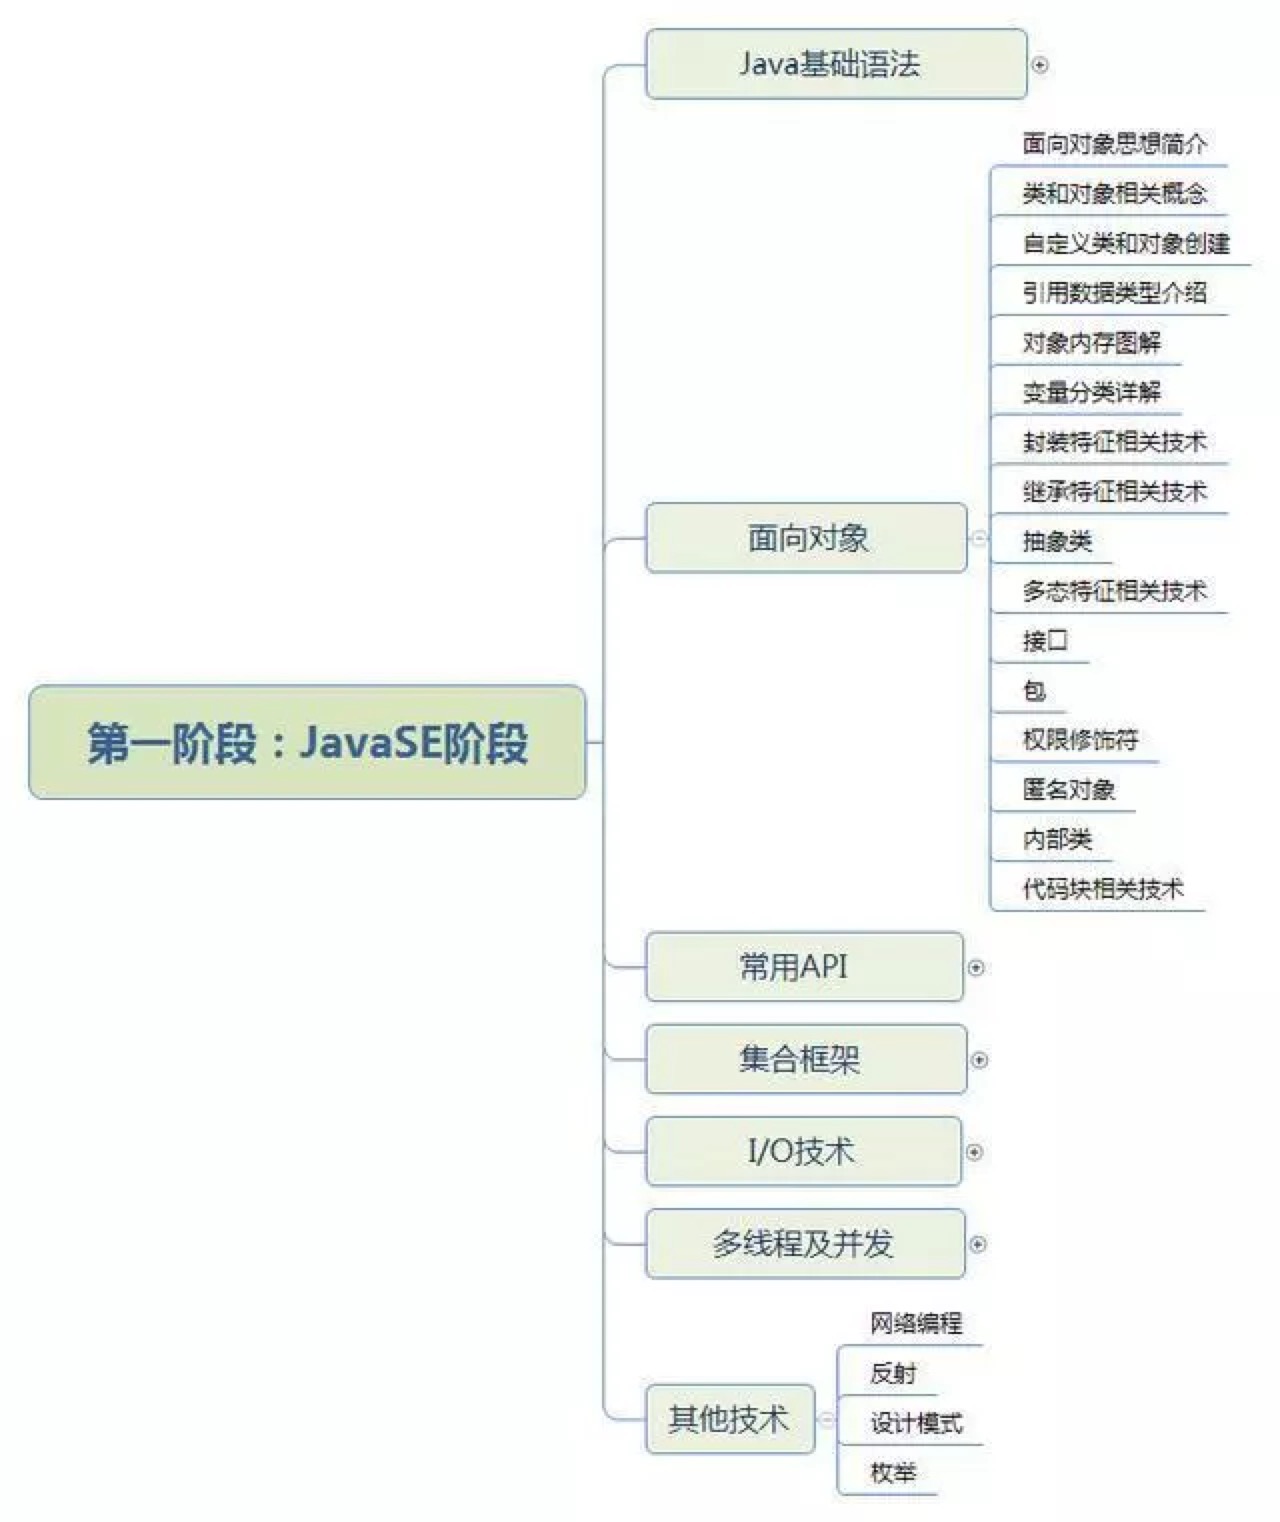 Java基础语法
面向对象思想简介
类和对象相关概念
自定义类和对象创建
引用数据类型介绍
对象内存图解
变量分类详解
封装特征相关技术
继承特征相关技术
面向对象
抽象类
多态特征相关技术
接口
包
权限修饰符
匿名对象
内部类
代码块相关技术
第一阶段：JavaSE阶段
常用API
集合框架
I/O技术
多线程及并发
网络编程
反射
其他技术
设计模式
枚举